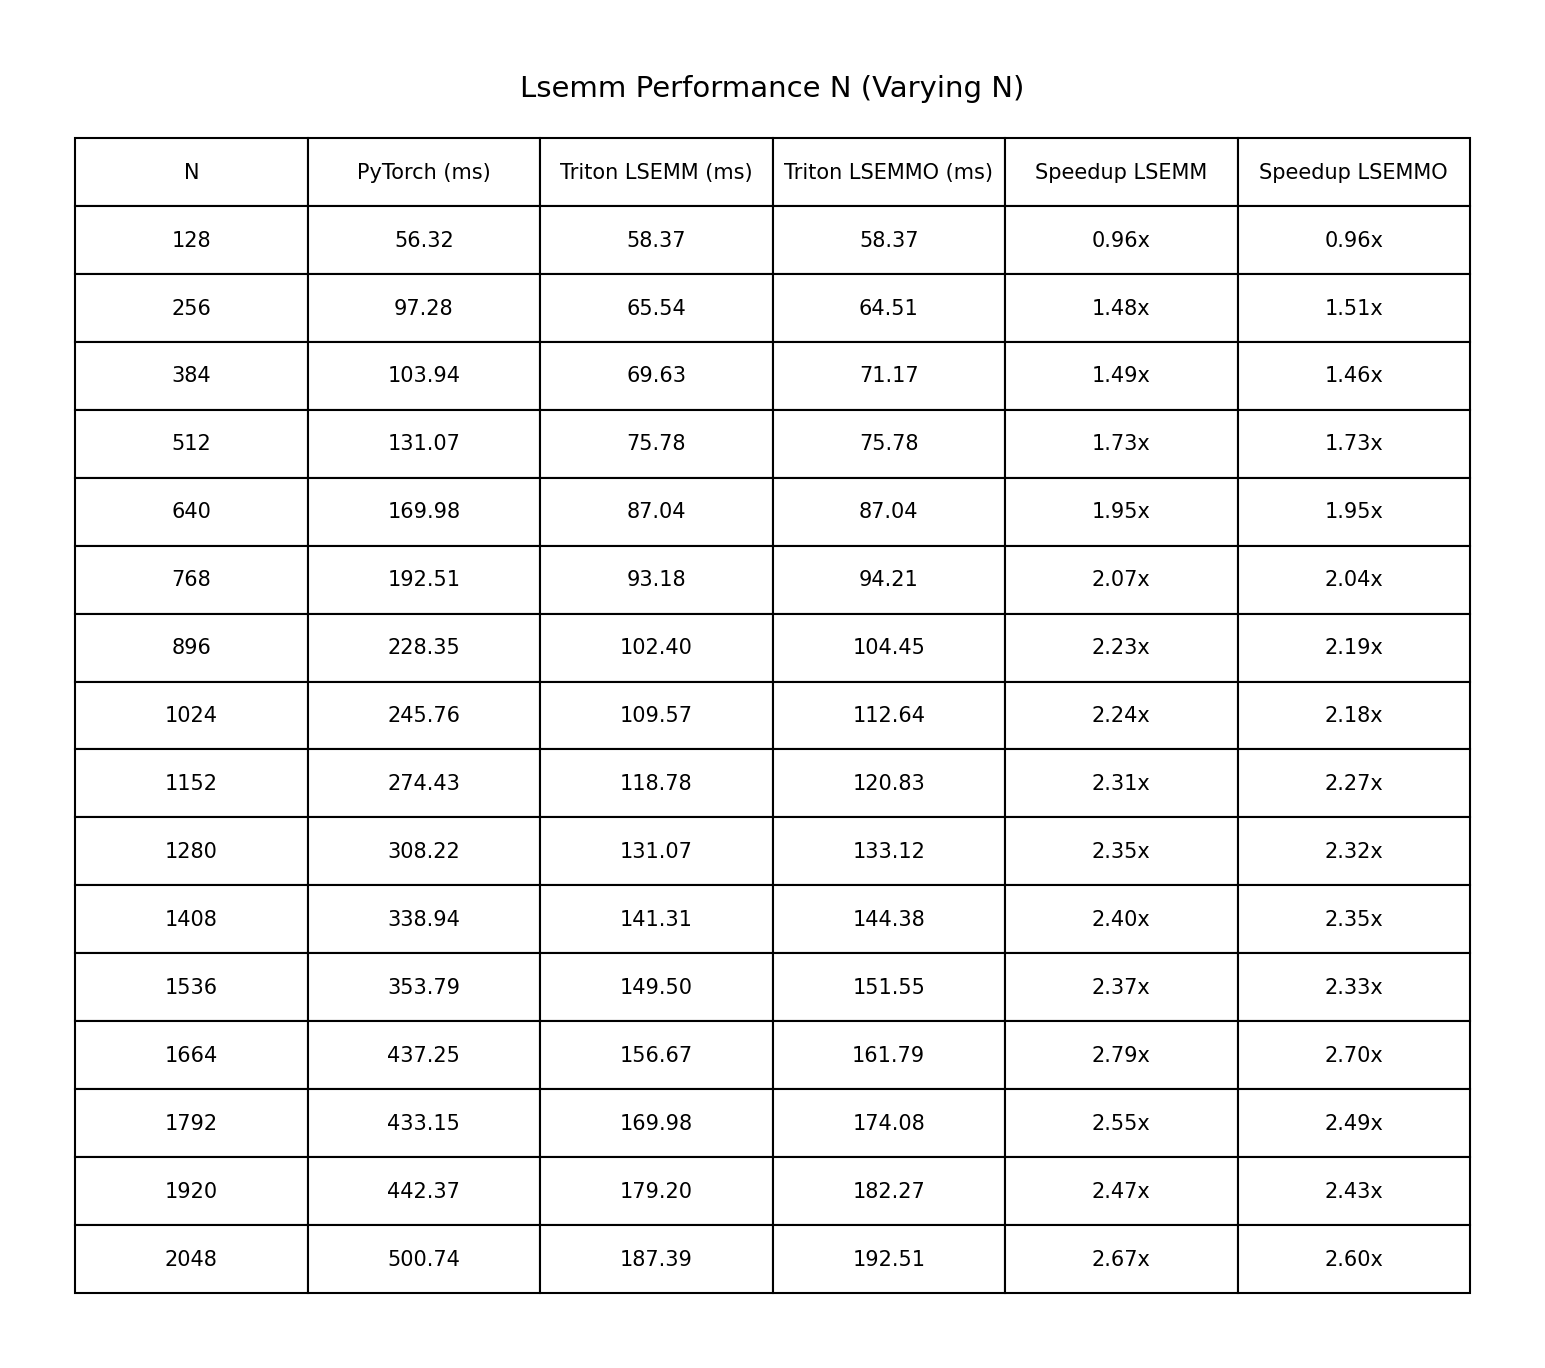 Lsemm Performance N (Varying N)
N PyTorch (ms) Triton LSEMM (ms) Triton LSEMMO (ms) Speedup LSEMM Speedup LSEMMO
128 56.32 58.37 58.37 0.96x 0.96x
256 97.28 65.54 64.51 1.48x 1.51x
384 103.94 69.63 71.17 1.49x 1.46x
512 131.07 75.78 75.78 1.73x 1.73x
640 169.98 87.04 87.04 1.95x 1.95x
768 192.51 93.18 94.21 2.07x 2.04x
896 228.35 102.40 104.45 2.23x 2.19x
1024 245.76 109.57 112.64 2.24x 2.18x
1152 274.43 118.78 120.83 2.31x 2.27x
1280 308.22 131.07 133.12 2.35x 2.32x
1408 338.94 141.31 144.38 2.40x 2.35x
1536 353.79 149.50 151.55 2.37x 2.33x
1664 437.25 156.67 161.79 2.79x 2.70x
1792 433.15 169.98 174.08 2.55x 2.49x
1920 442.37 179.20 182.27 2.47x 2.43x
2048 500.74 187.39 192.51 2.67x 2.60x